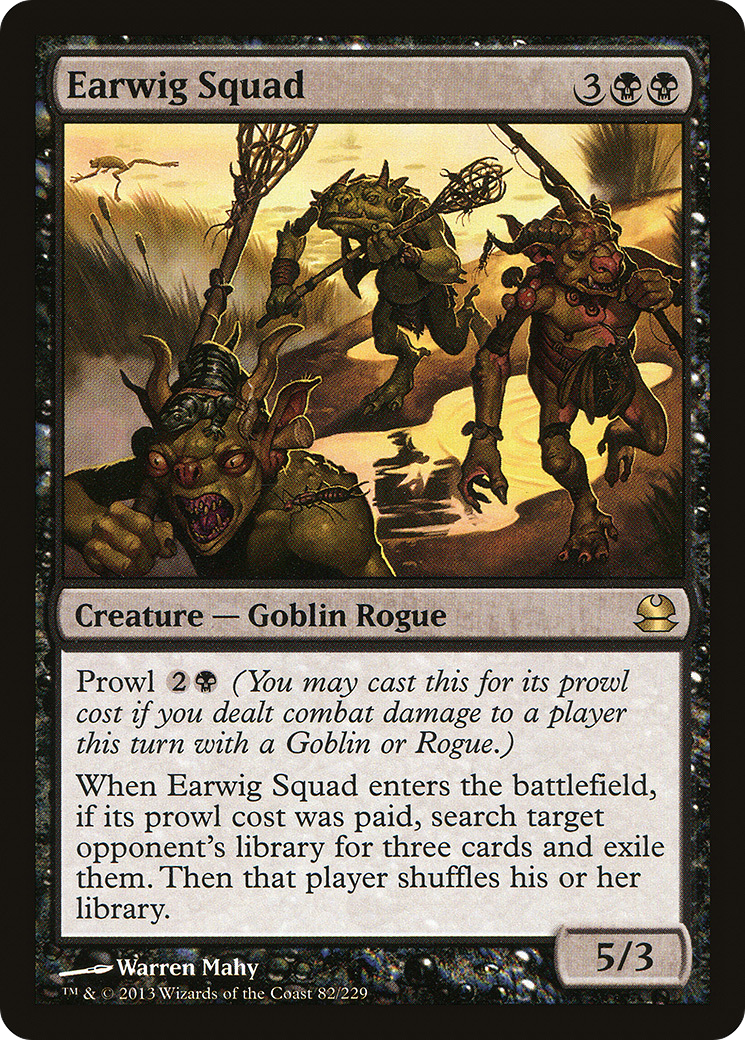 Earwig Squad 3
Creature — Goblin Rogue
Prowl 2 (You may cast this for its prowl
cost if you dealt combat damage to a player
this turn with a Goblin or Rogue.)
When Earwig Squad enters the battlefield,
if its prowl cost was paid, search target
opponent's library for three cards and exile
them. Then that player shuffles his or her
library.
5/3
Warren Mahy
™ & © 2013 Wizards of the Coast 82/229